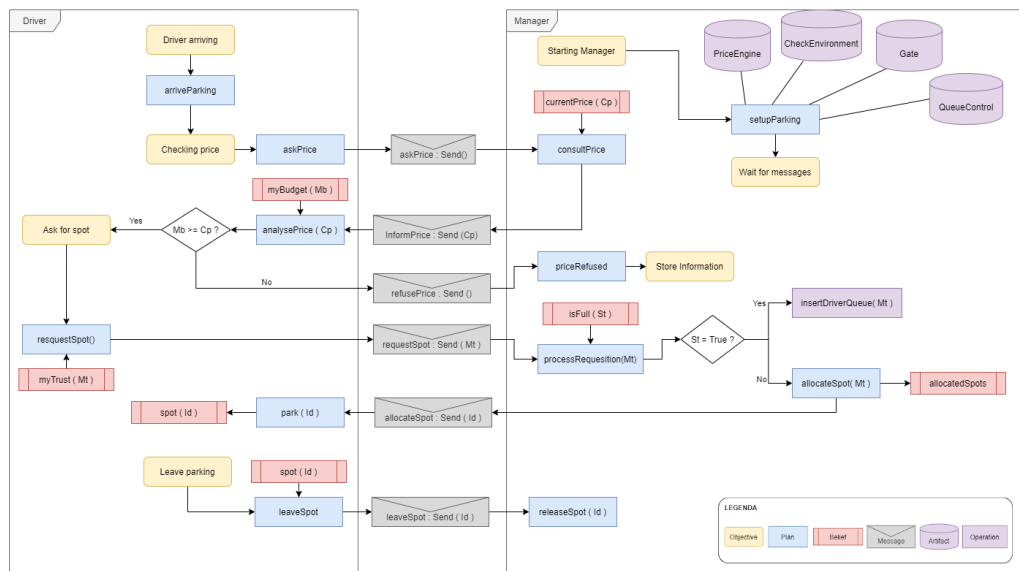 Driver
Manager
Driver arriving
Starting Manager
PriceEngine
CheckEnvironment
Gate
QueueControl
arriveParking
currentPrice ( Cp )
setupParking
Checking price
askPrice
askPrice : Send()
consultPrice
Wait for messages
myBudget ( Mb )
Ask for spot
Yes
Mb >= Cp ?
analysePrice ( Cp )
InformPrice : Send (Cp)
No
refusePrice : Send ()
priceRefused
Store Information
isFull ( St )
Yes
insertDriverQueue( Mt )
resquestSpot()
requestSpot : Send ( Mt )
processRequesition(Mt)
St = True ?
No
myTrust ( Mt )
allocateSpot( Mt )
allocatedSpots
spot ( Id )
park ( Id )
allocateSpot : Send ( Id )
Leave parking
spot ( Id )
leaveSpot
leaveSpot : Send ( Id )
releaseSpot ( Id )
LEGENDA
Objective
Plan
Belief
Message
Artifact
Operation